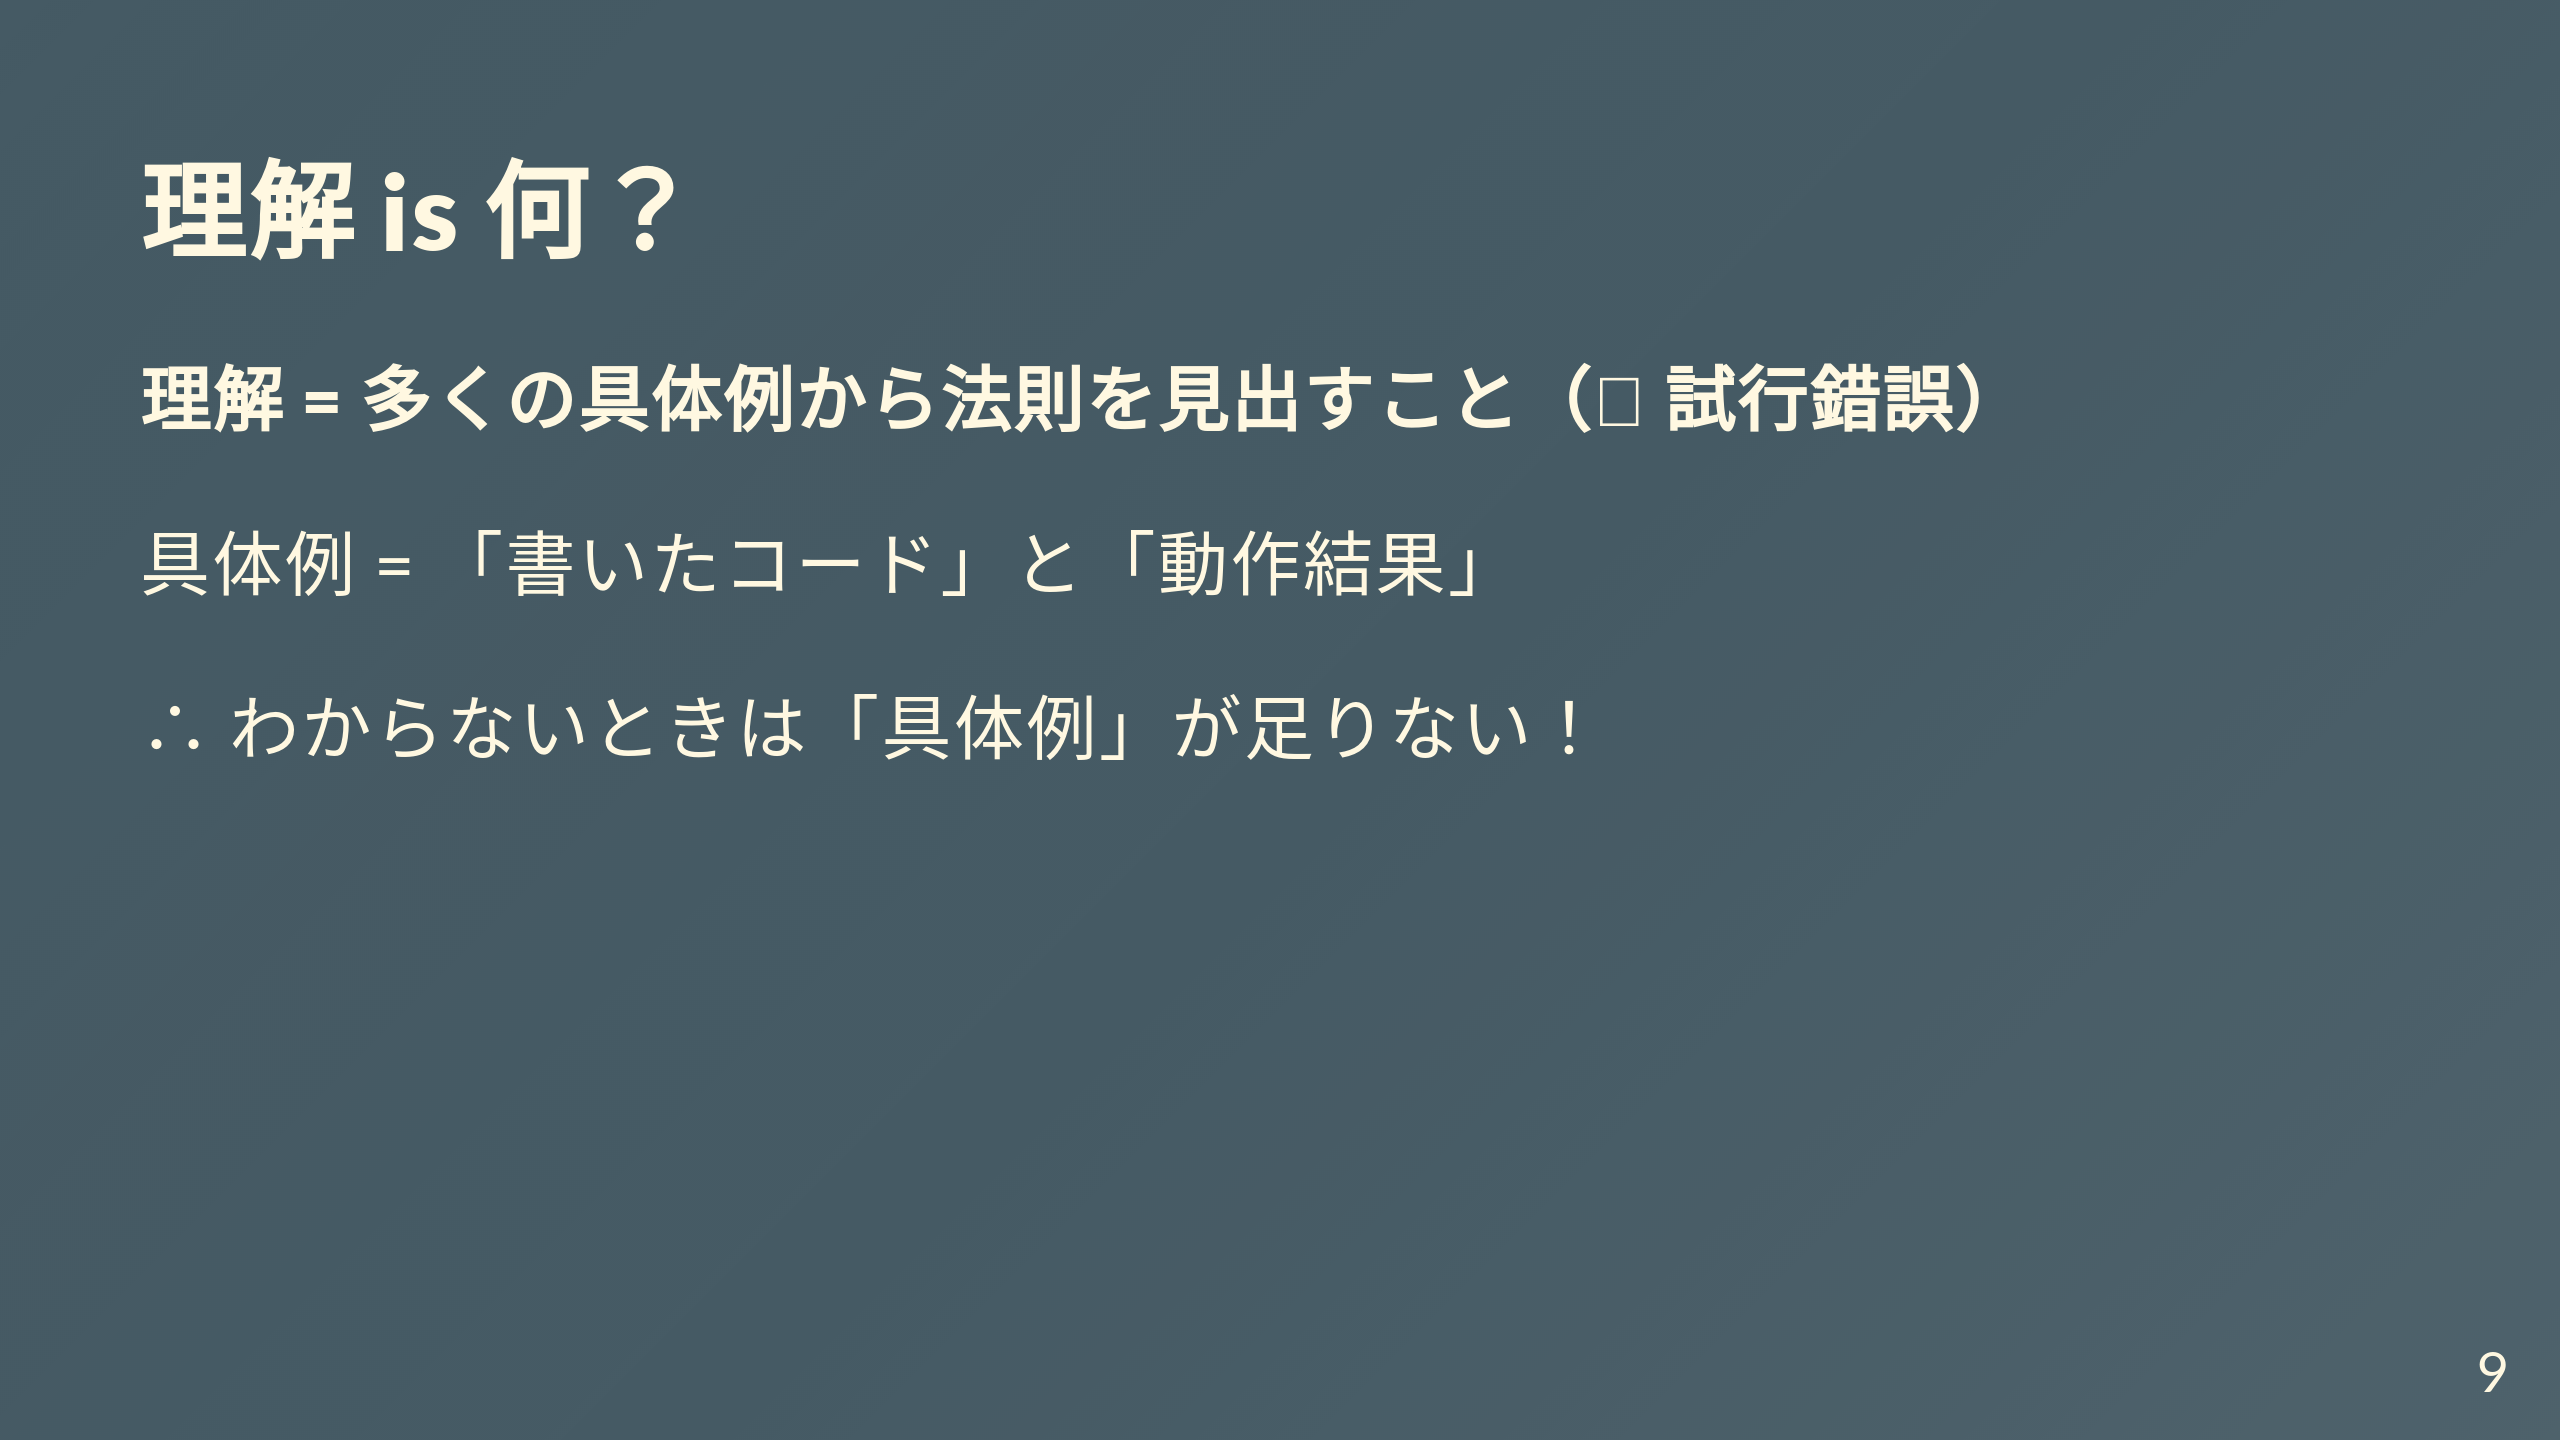 理解 is 何？
理解 = 多くの具体例から法則を見出すこと（□ 試行錯誤）
具体例 = 「書いたコード」と「動作結果」
∴ わからないときは「具体例」が足りない！
9